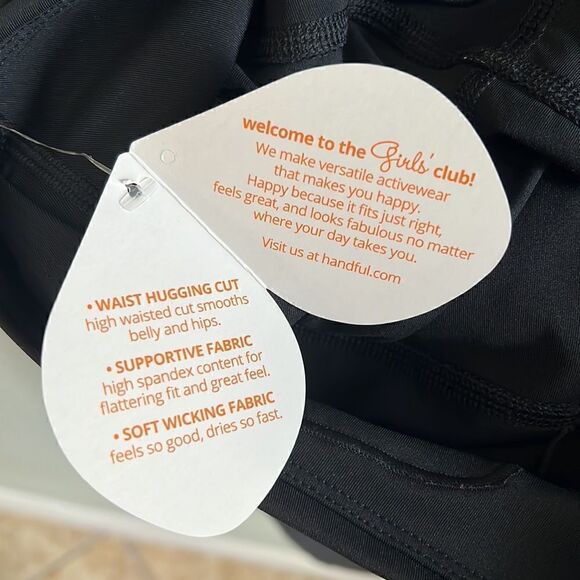 welcome to the Girls' club!
We make versatile activewear
that makes you happy.
Happy because it fits just right,
feels great, and looks fabulous no matter
where your day takes you.
Visit us at handful.com
• WAIST HUGGING CUT
high waisted cut smooths
belly and hips.
• SUPPORTIVE FABRIC
high spandex content for
flattering fit and great feel.
• SOFT WICKING FABRIC
feels so good, dries so fast.